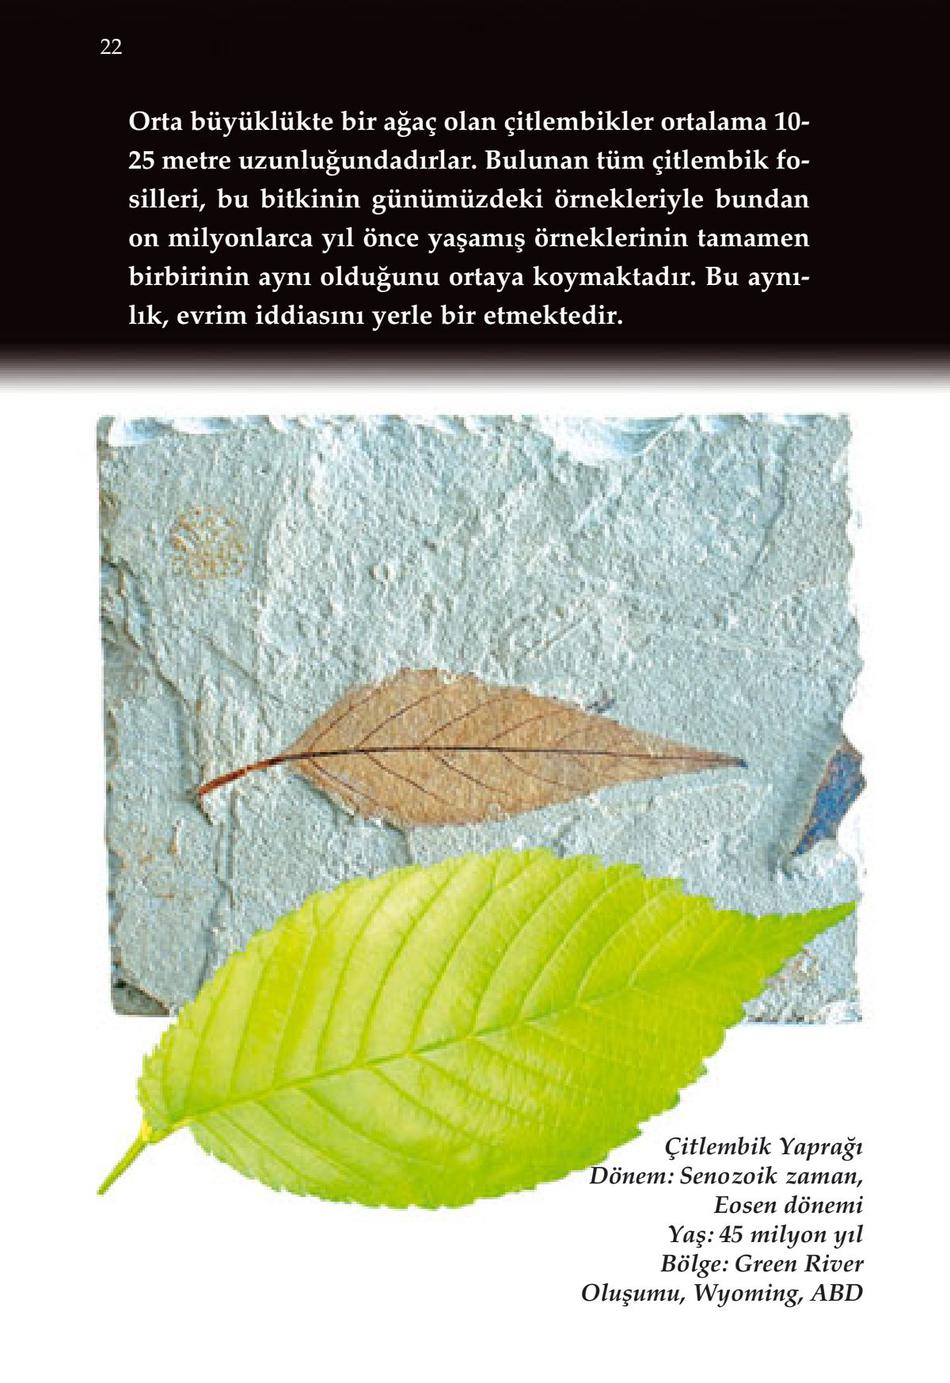 22
Orta büyüklükte bir ağaç olan çitlembikler ortalama 10-
25 metre uzunluğundadırlar. Bulunan tüm çitlembik fo-
silleri, bu bitkinin günümüzdeki örnekleriyle bundan
on milyonlarca yıl önce yaşamış örneklerinin tamamen
birbirinin aynı olduğunu ortaya koymaktadır. Bu aynı-
lık, evrim iddiasını yerle bir etmektedir.
Çitlembik Yaprağı
Dönem: Senozoik zaman,
Eosen dönemi
Yaş: 45 milyon yıl
Bölge: Green River
Oluşumu, Wyoming, ABD